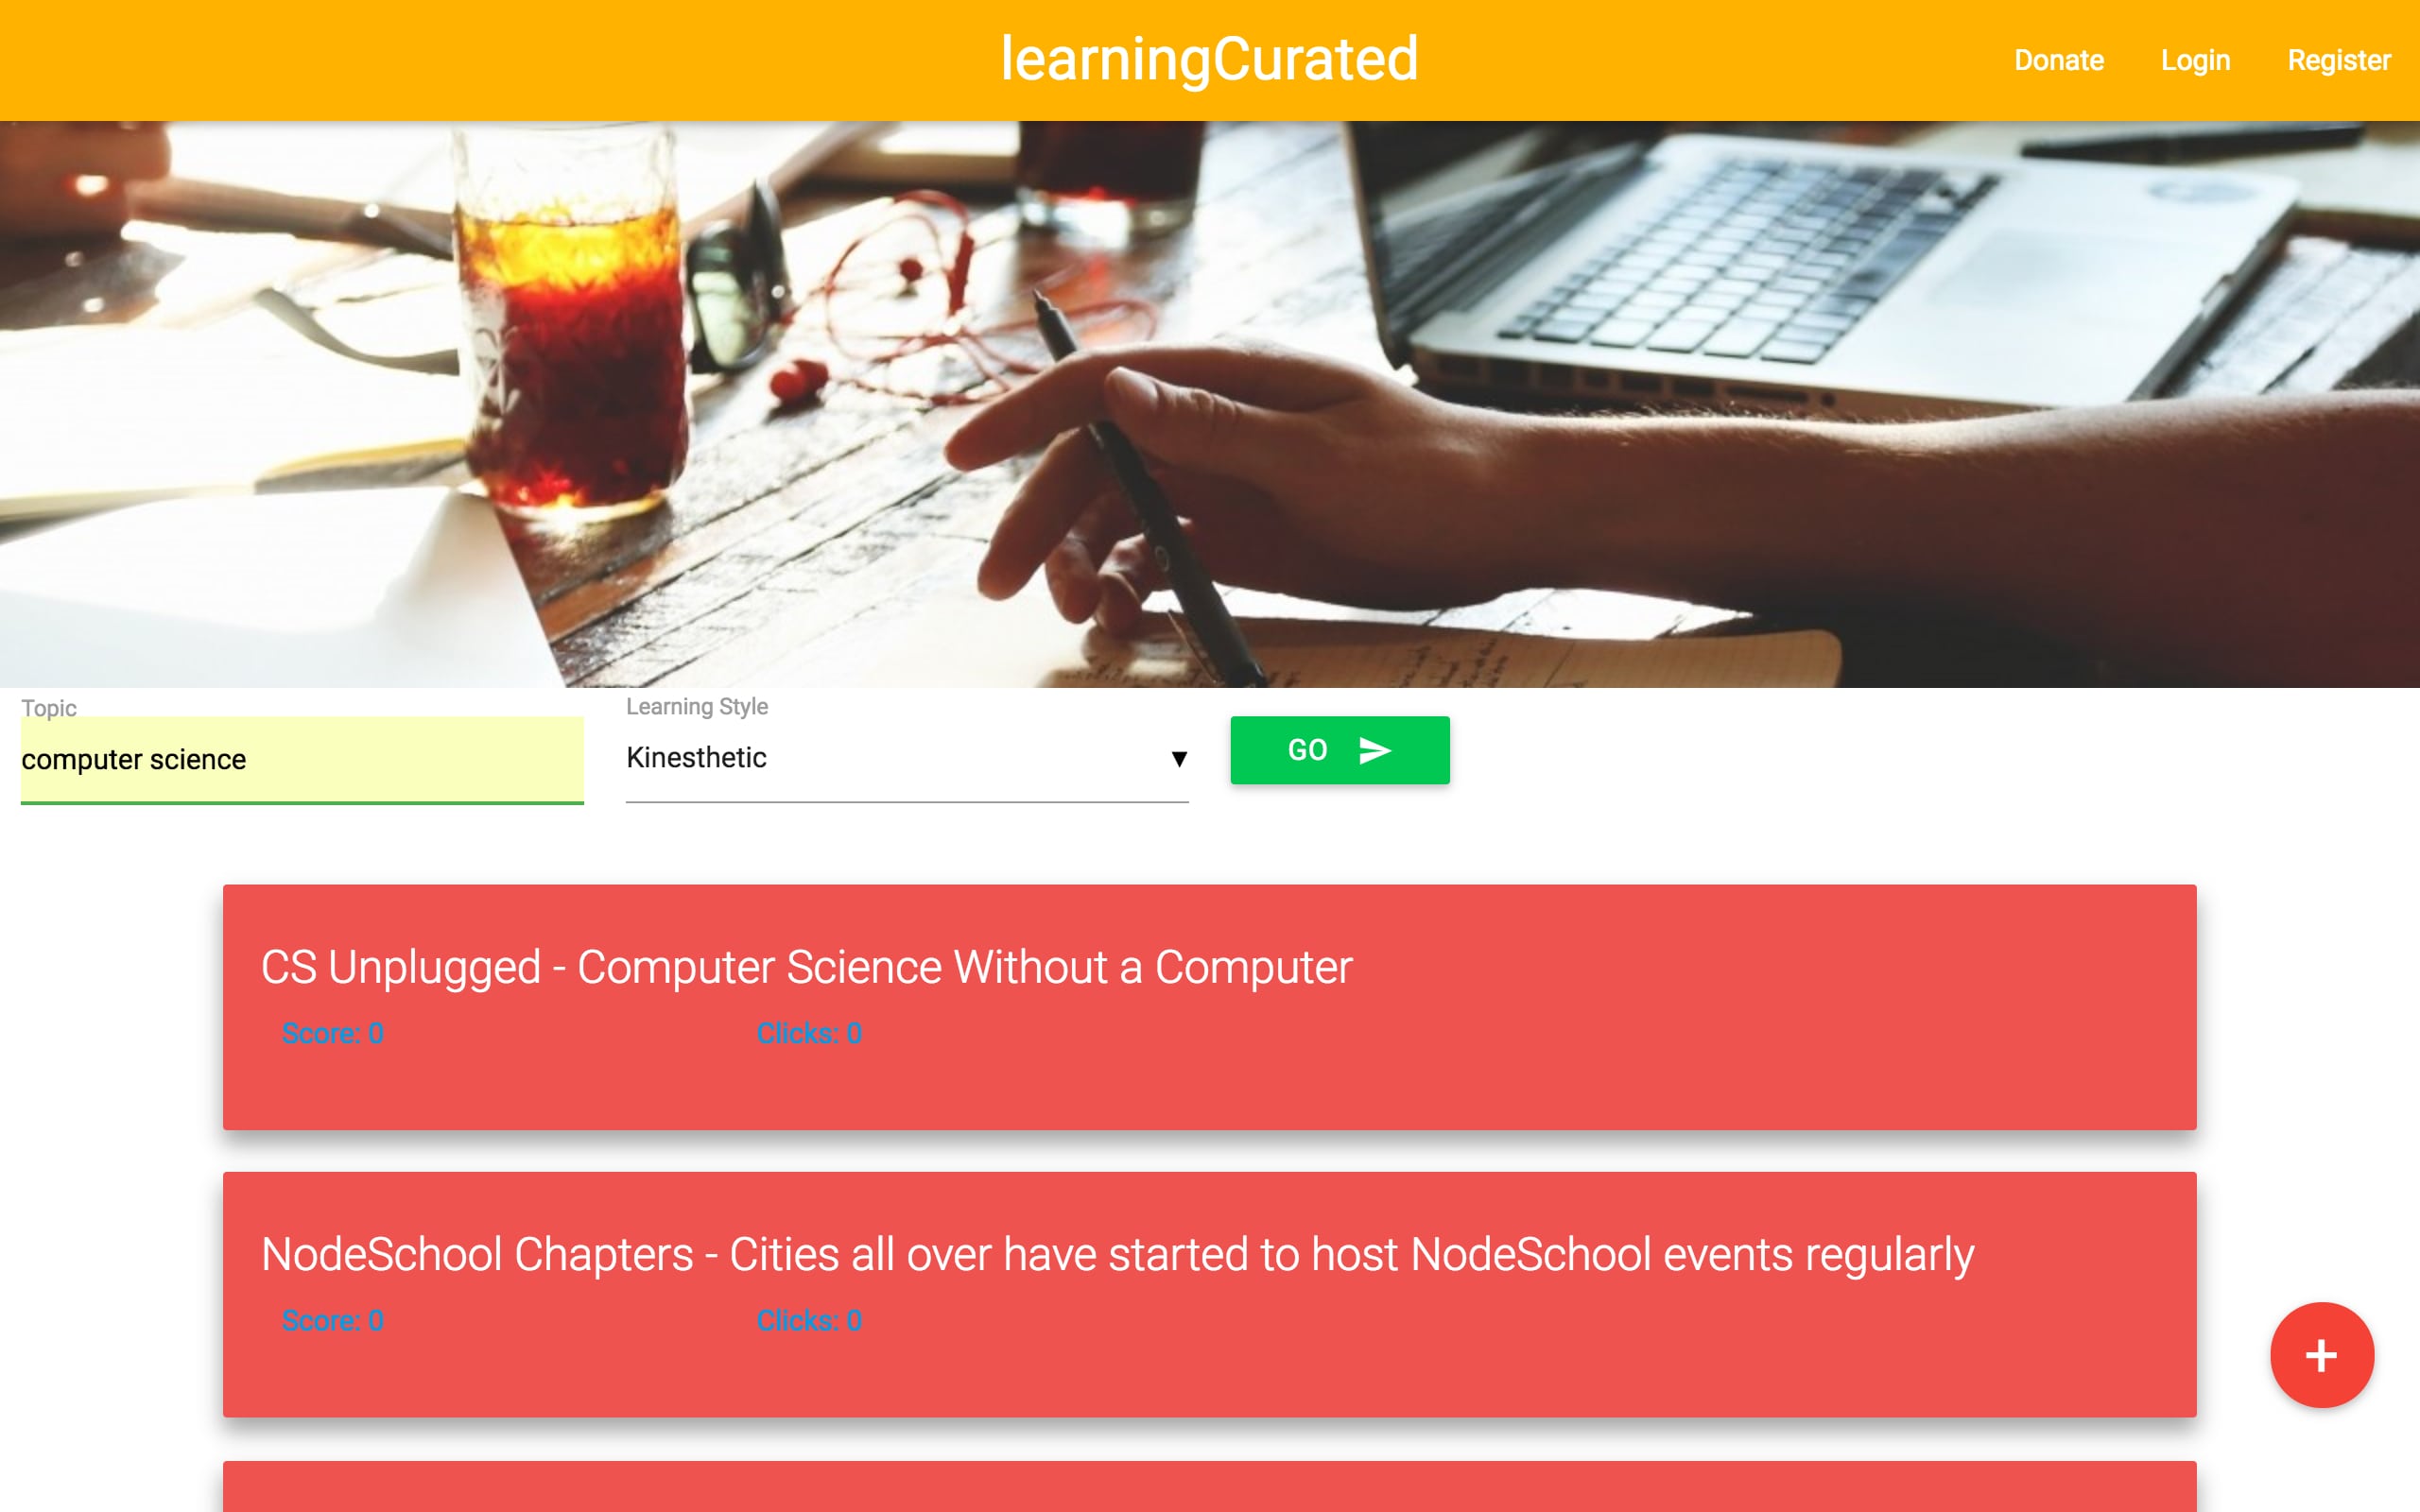 learningCurated
Donate
Login
Register
Topic
computer science
Learning Style
Kinesthetic
GO
CS Unplugged - Computer Science Without a Computer
Score: 0
Clicks: 0
NodeSchool Chapters - Cities all over have started to host NodeSchool events regularly
Score: 0
Clicks: 0
+